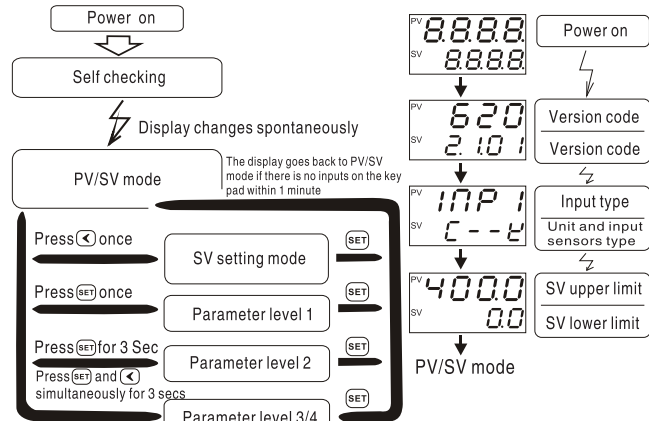 Power on
Self checking
Display changes spontaneously
PV/SV mode
The display goes back to PV/SV
mode if there is no inputs on the key
pad within 1 minute
Press < once
SV setting mode
SET
Press SET once
Parameter level 1
SET
Press SET for 3 Sec
Parameter level 2
SET
Press SET and <
simultaneously for 3 secs
Parameter level 3/4
SET
PV 8.8.8.8.
SV 8.8.8.8.
Power on
PV 620
SV 2.1.01
Version code
Version code
PV INP1
SV C--K
Input type
Unit and input
sensors type
PV 400.0
SV 0.0
SV upper limit
SV lower limit
PV/SV mode